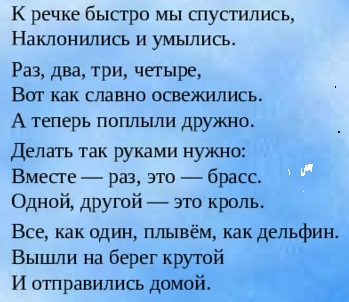 К речке быстро мы спустились,
Наклонились и умылись.
Раз, два, три, четыре,
Вот как славно освежились.
А теперь поплыли дружно.
Делать так руками нужно:
Вместе — раз, это — брасс.
Одной, другой — это кроль.
Все, как один, плывём, как дельфин.
Вышли на берег крутой
И отправились домой.